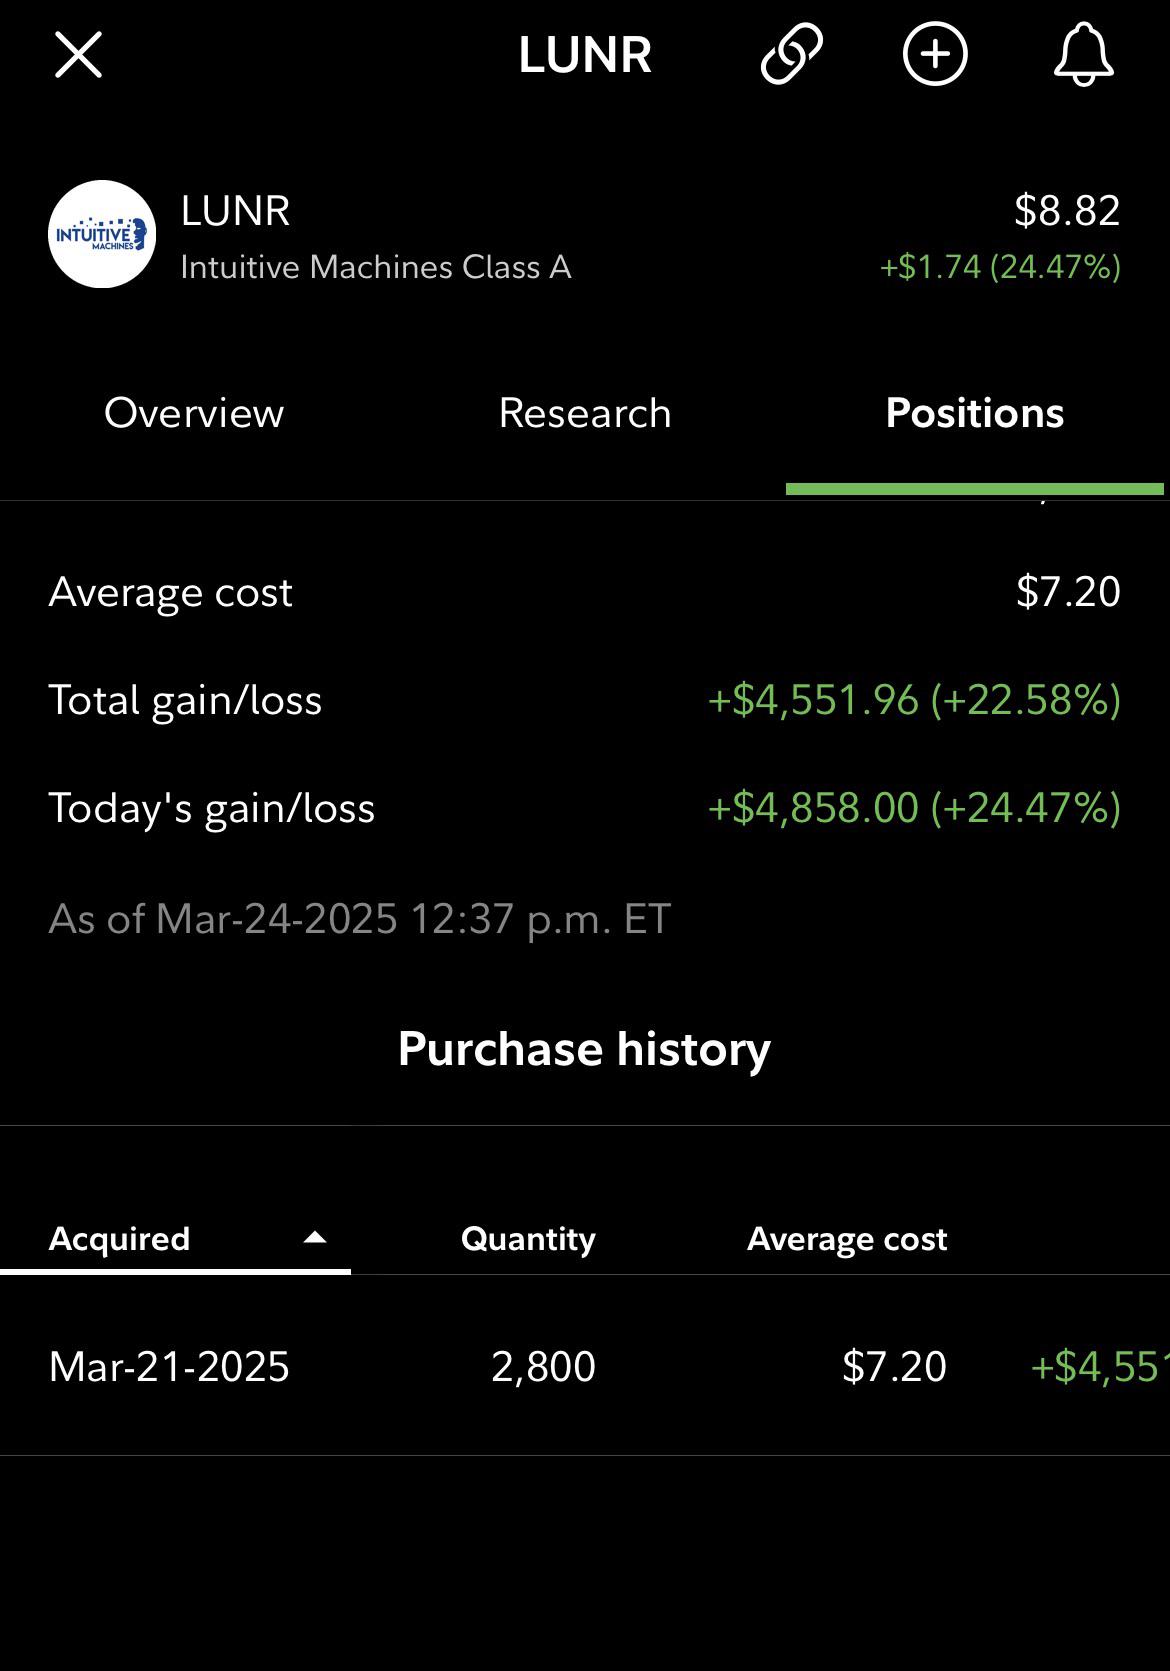 LUNR
INTUITIVE
MACHINES
LUNR
$8.82
Intuitive Machines Class A
+$1.74 (24.47%)
Overview
Research
Positions
Average cost
$7.20
Total gain/loss
+$4,551.96 (+22.58%)
Today's gain/loss
+$4,858.00 (+24.47%)
As of Mar-24-2025 12:37 p.m. ET
Purchase history
Acquired
Quantity
Average cost
Mar-21-2025
2,800
$7.20
+$4,551